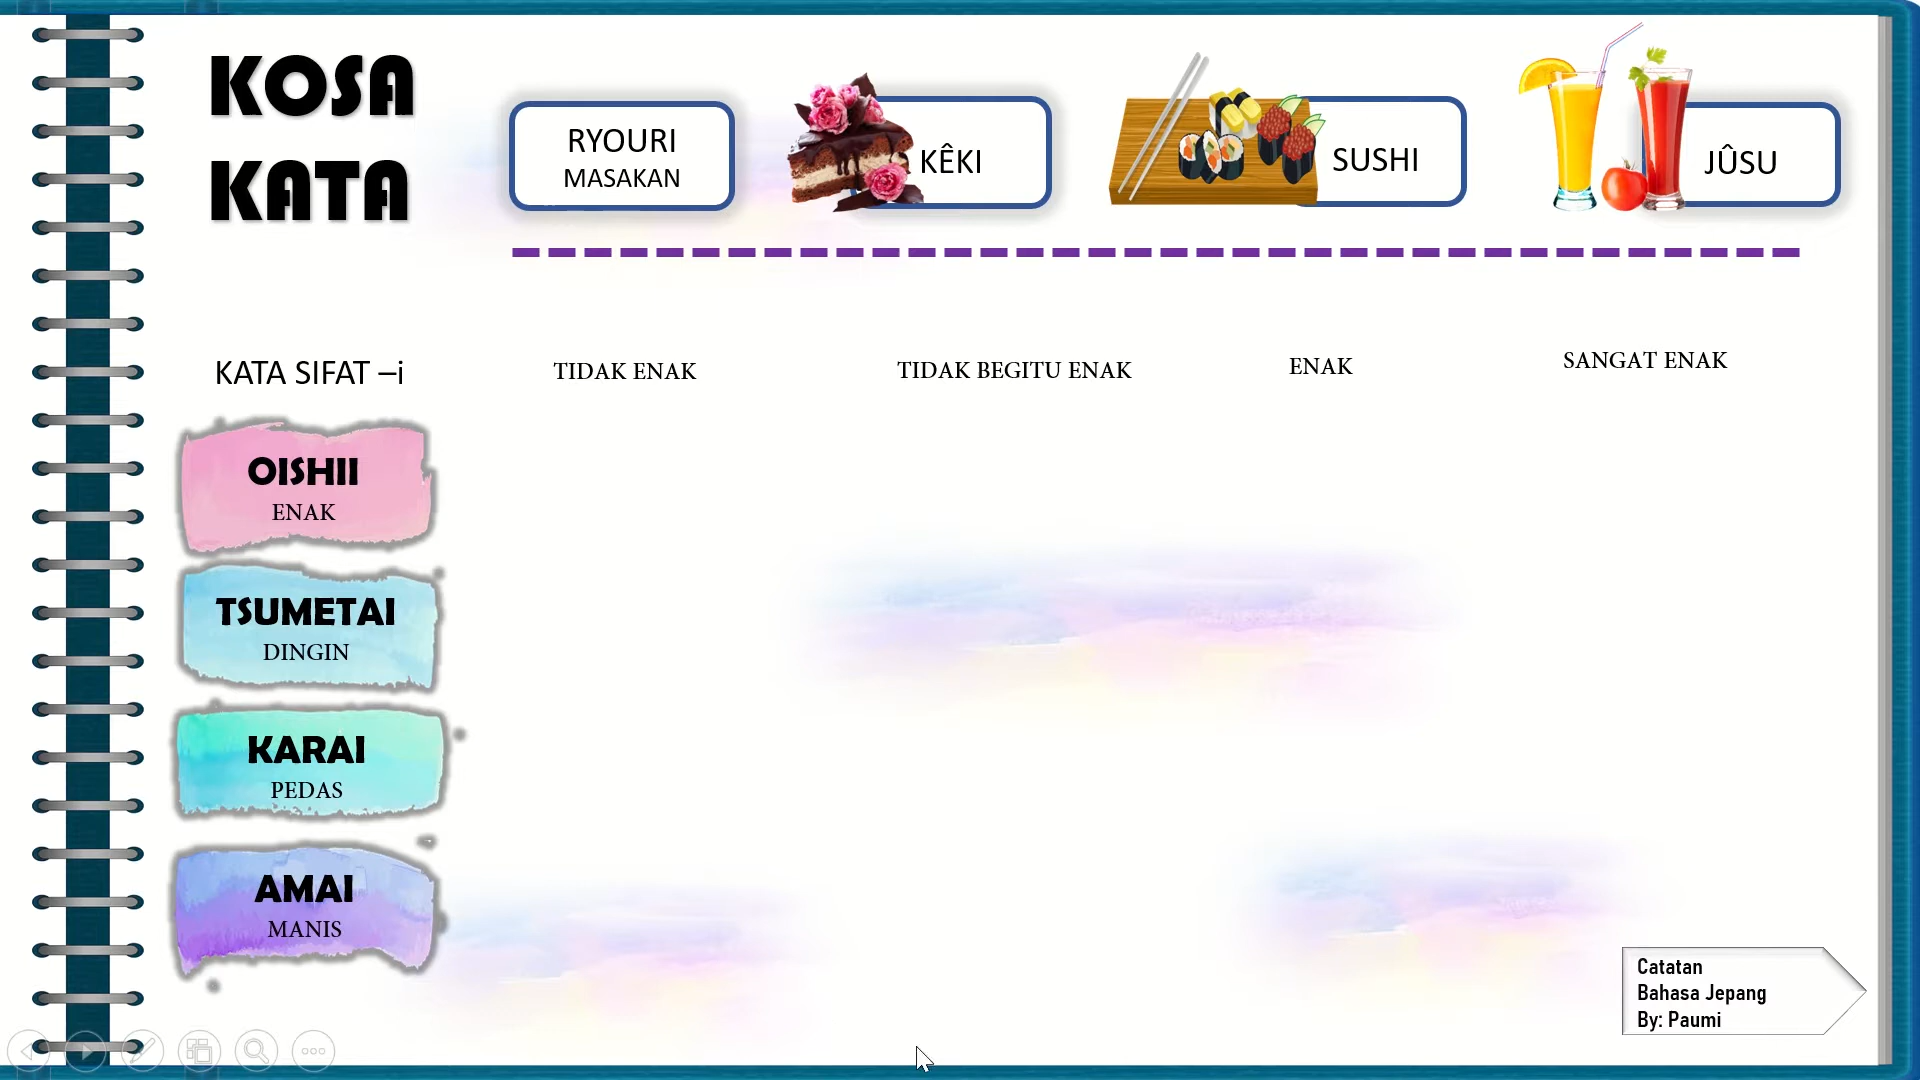 KOSA
KATA
RYOURI
MASAKAN
KÊKI
SUSHI
JÛSU
KATA SIFAT –i
TIDAK ENAK
TIDAK BEGITU ENAK
ENAK
SANGAT ENAK
OISHII
ENAK
TSUMETAI
DINGIN
KARAI
PEDAS
AMAI
MANIS
Catatan
Bahasa Jepang
By: Paumi